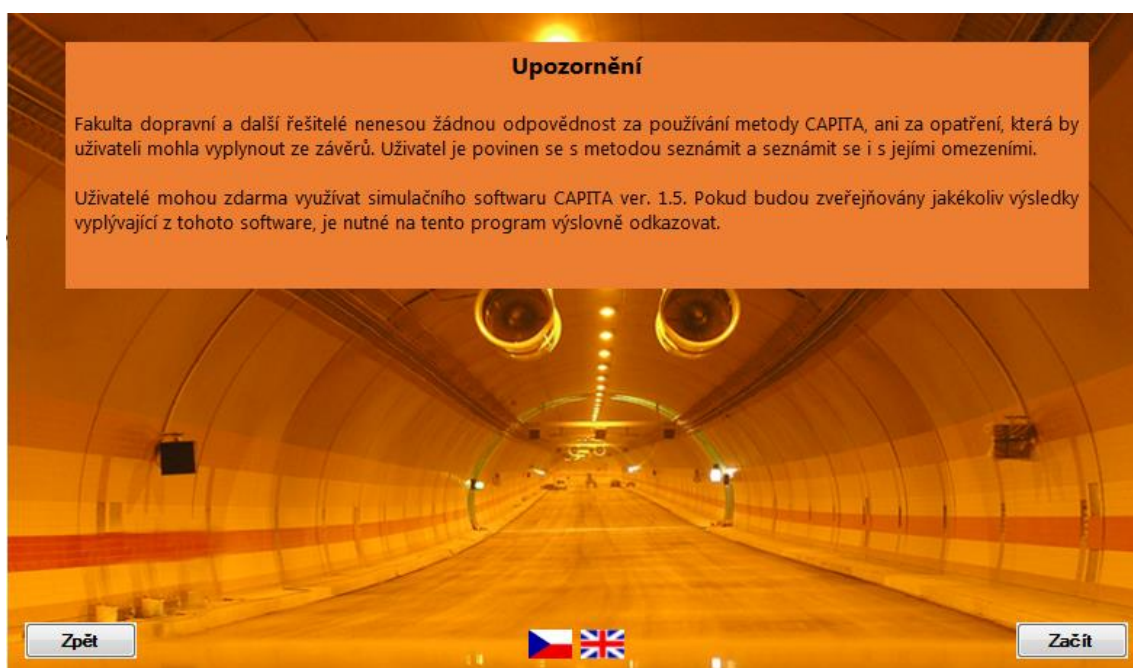 Upozornění
Fakulta dopravní a další řešitelé nenesou žádnou odpovědnost za používání metody CAPITA, ani za opatření, která by
uživateli mohla vyplynout ze závěrů. Uživatel je povinen se s metodou seznámit a seznámit se i s jejími omezeními.
Uživatelé mohou zdarma využívat simulačního softwaru CAPITA ver. 1.5. Pokud budou zveřejňovány jakékoliv výsledky
vyplývající z tohoto software, je nutné na tento program výslovně odkazovat.
Zpět
Začít